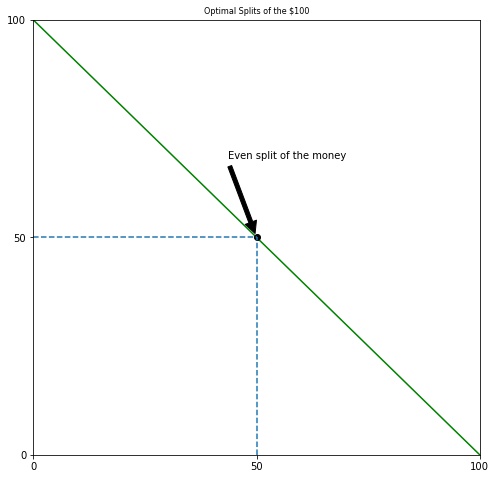 Optimal Splits of the $100
100
Even split of the money
50
0
0 50 100